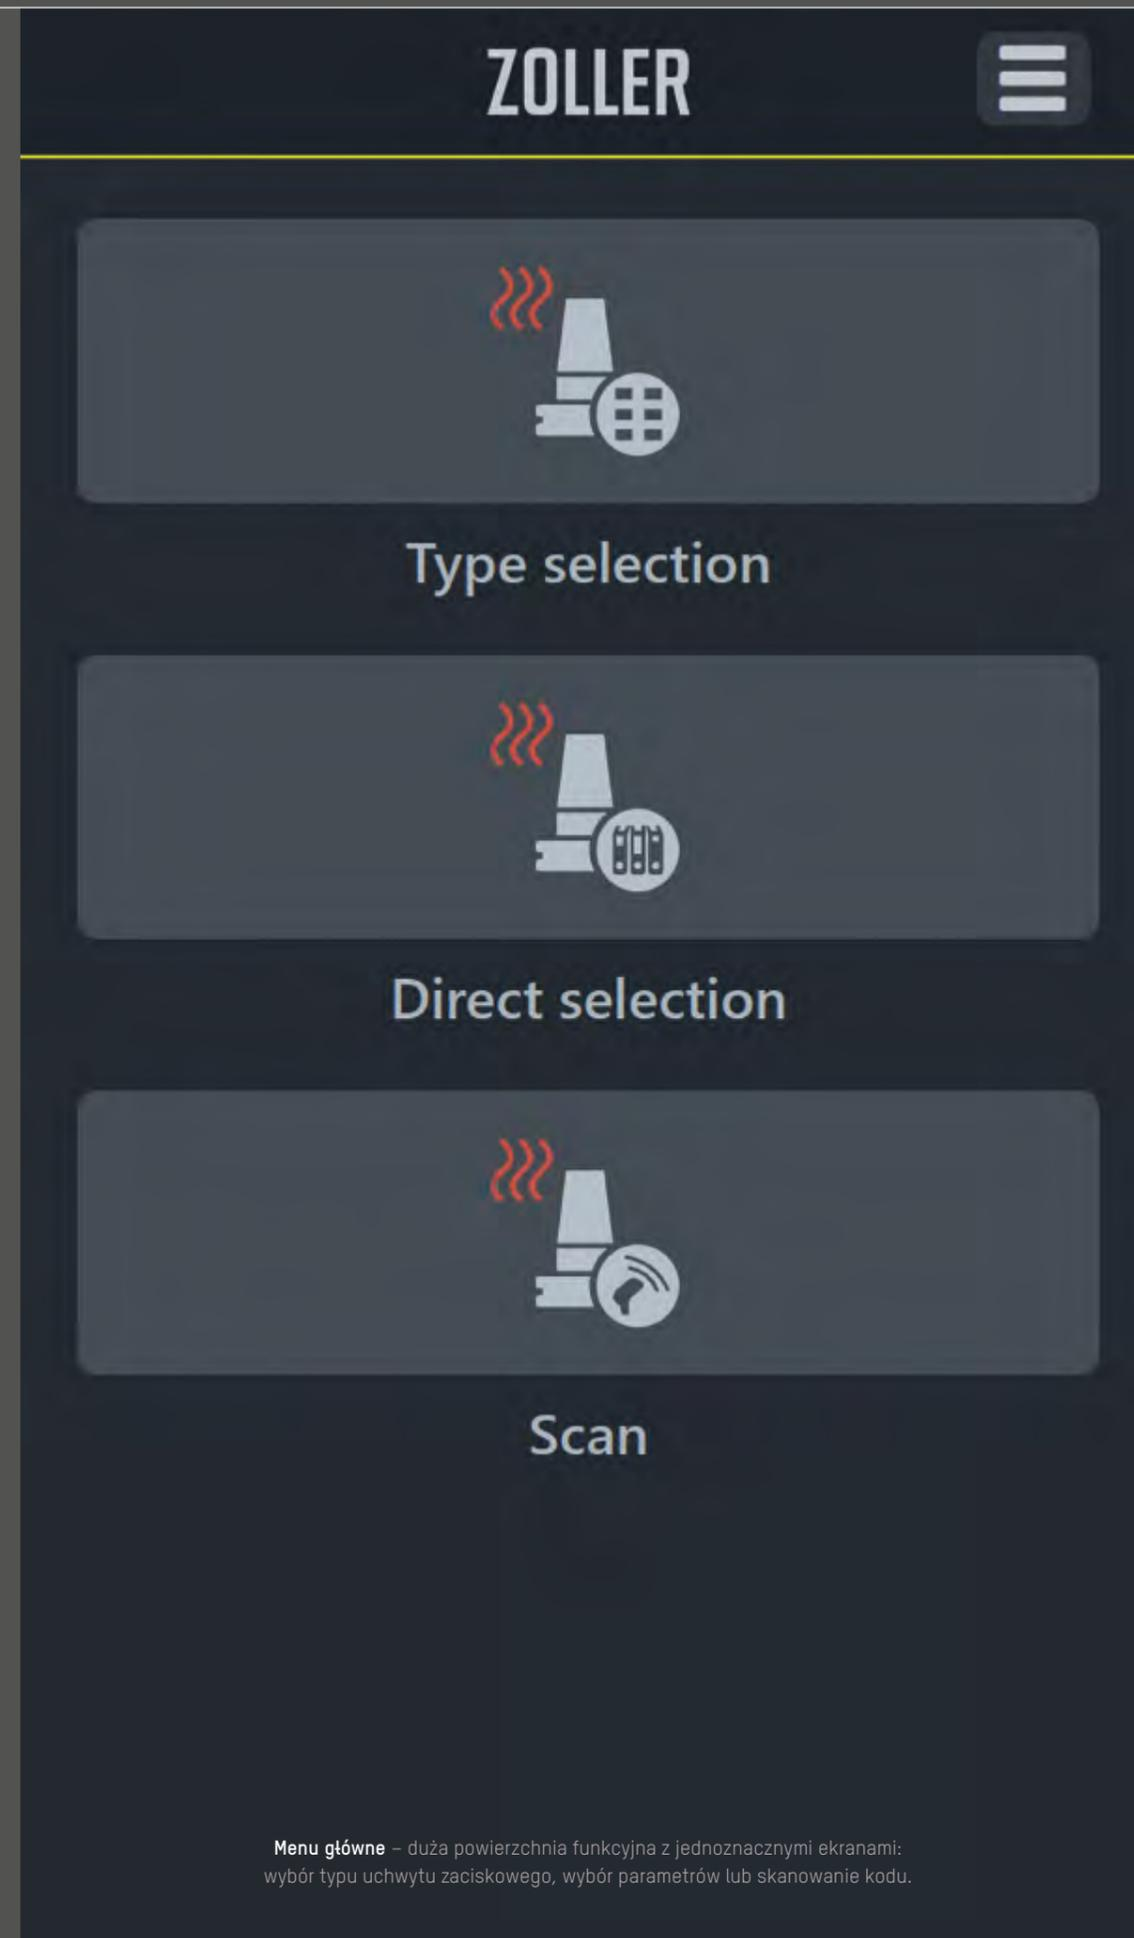 ZOLLER
Type selection
Direct selection
Scan
Menu główne – duża powierzchnia funkcyjna z jednoznacznymi ekranami:
wybór typu uchwytu zaciskowego, wybór parametrów lub skanowanie kodu.